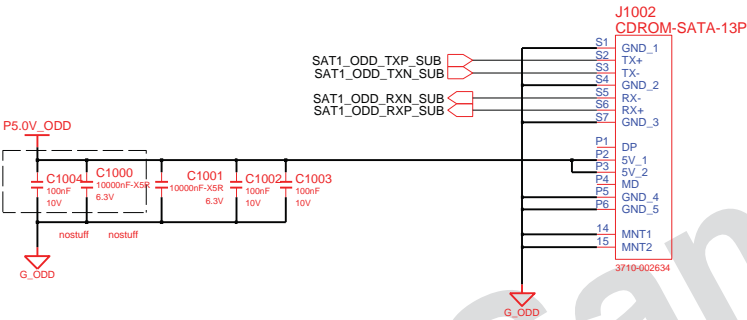 J1002
CDROM-SATA-13P
S1 GND_1
SAT1_ODD_TXP_SUB S2 TX+
SAT1_ODD_TXN_SUB S3 TX-
S4 GND_2
SAT1_ODD_RXN_SUB S5 RX-
SAT1_ODD_RXP_SUB S6 RX+
S7 GND_3
P5.0V_ODD
P1 DP
P2 5V_1
P3 5V_2
P4 MD
P5 GND_4
P6 GND_5
14 MNT1
15 MNT2
3710-002634
C1004 100nF 10V
C1000 10000nF-X5R 6.3V
C1001 10000nF-X5R 6.3V
C1002 100nF 10V
C1003 100nF 10V
nostuff nostuff
G_ODD
G_ODD